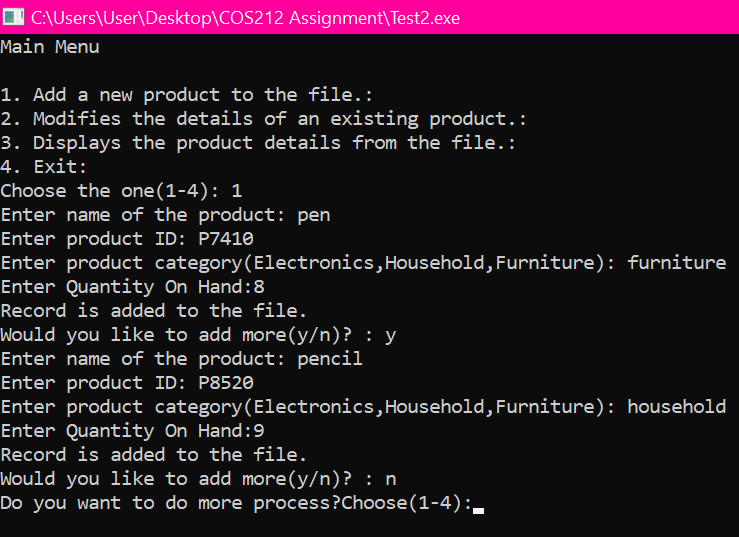 C:\Users\User\Desktop\COS212 Assignment\Test2.exe
Main Menu
1. Add a new product to the file.:
2. Modifies the details of an existing product.:
3. Displays the product details from the file.:
4. Exit:
Choose the one(1-4): 1
Enter name of the product: pen
Enter product ID: P7410
Enter product category(Electronics,Household,Furniture): furniture
Enter Quantity On Hand:8
Record is added to the file.
Would you like to add more(y/n)? : y
Enter name of the product: pencil
Enter product ID: P8520
Enter product category(Electronics,Household,Furniture): household
Enter Quantity On Hand:9
Record is added to the file.
Would you like to add more(y/n)? : n
Do you want to do more process?Choose(1-4):